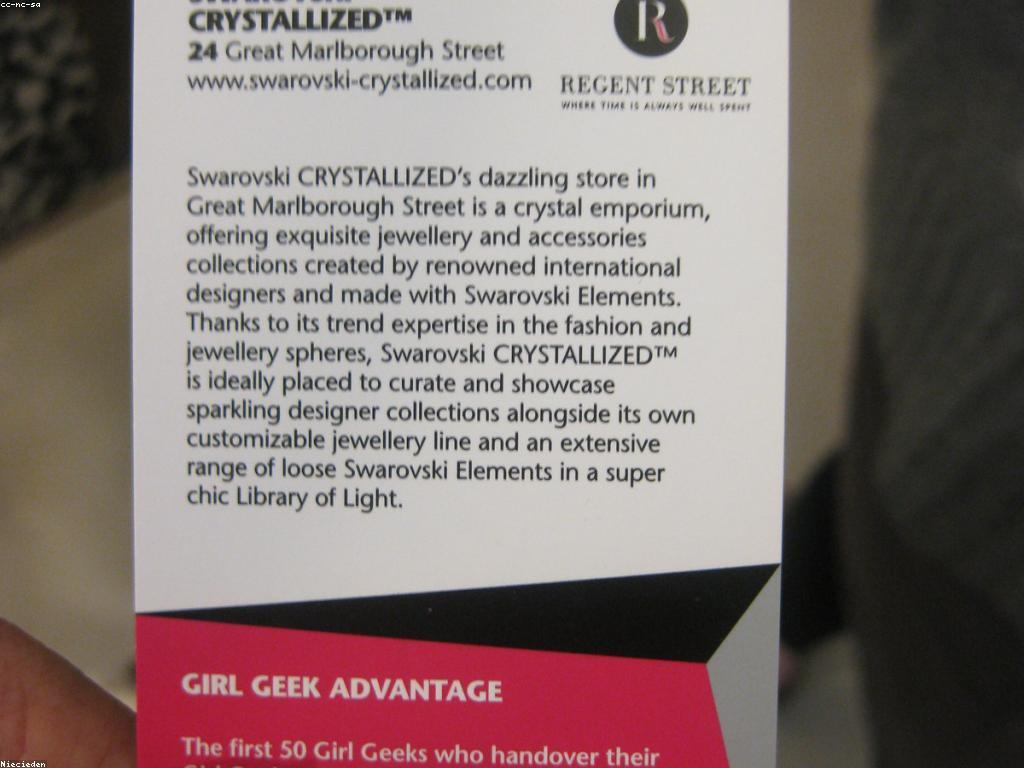 cc-nc-sa
CRYSTALLIZED™
24 Great Marlborough Street
www.swarovski-crystallized.com
R
REGENT STREET
WHERE TIME IS ALWAYS WELL SPENT
Swarovski CRYSTALLIZED's dazzling store in
Great Marlborough Street is a crystal emporium,
offering exquisite jewellery and accessories
collections created by renowned international
designers and made with Swarovski Elements.
Thanks to its trend expertise in the fashion and
jewellery spheres, Swarovski CRYSTALLIZED™
is ideally placed to curate and showcase
sparkling designer collections alongside its own
customizable jewellery line and an extensive
range of loose Swarovski Elements in a super
chic Library of Light.
GIRL GEEK ADVANTAGE
The first 50 Girl Geeks who handover their
Niecieden